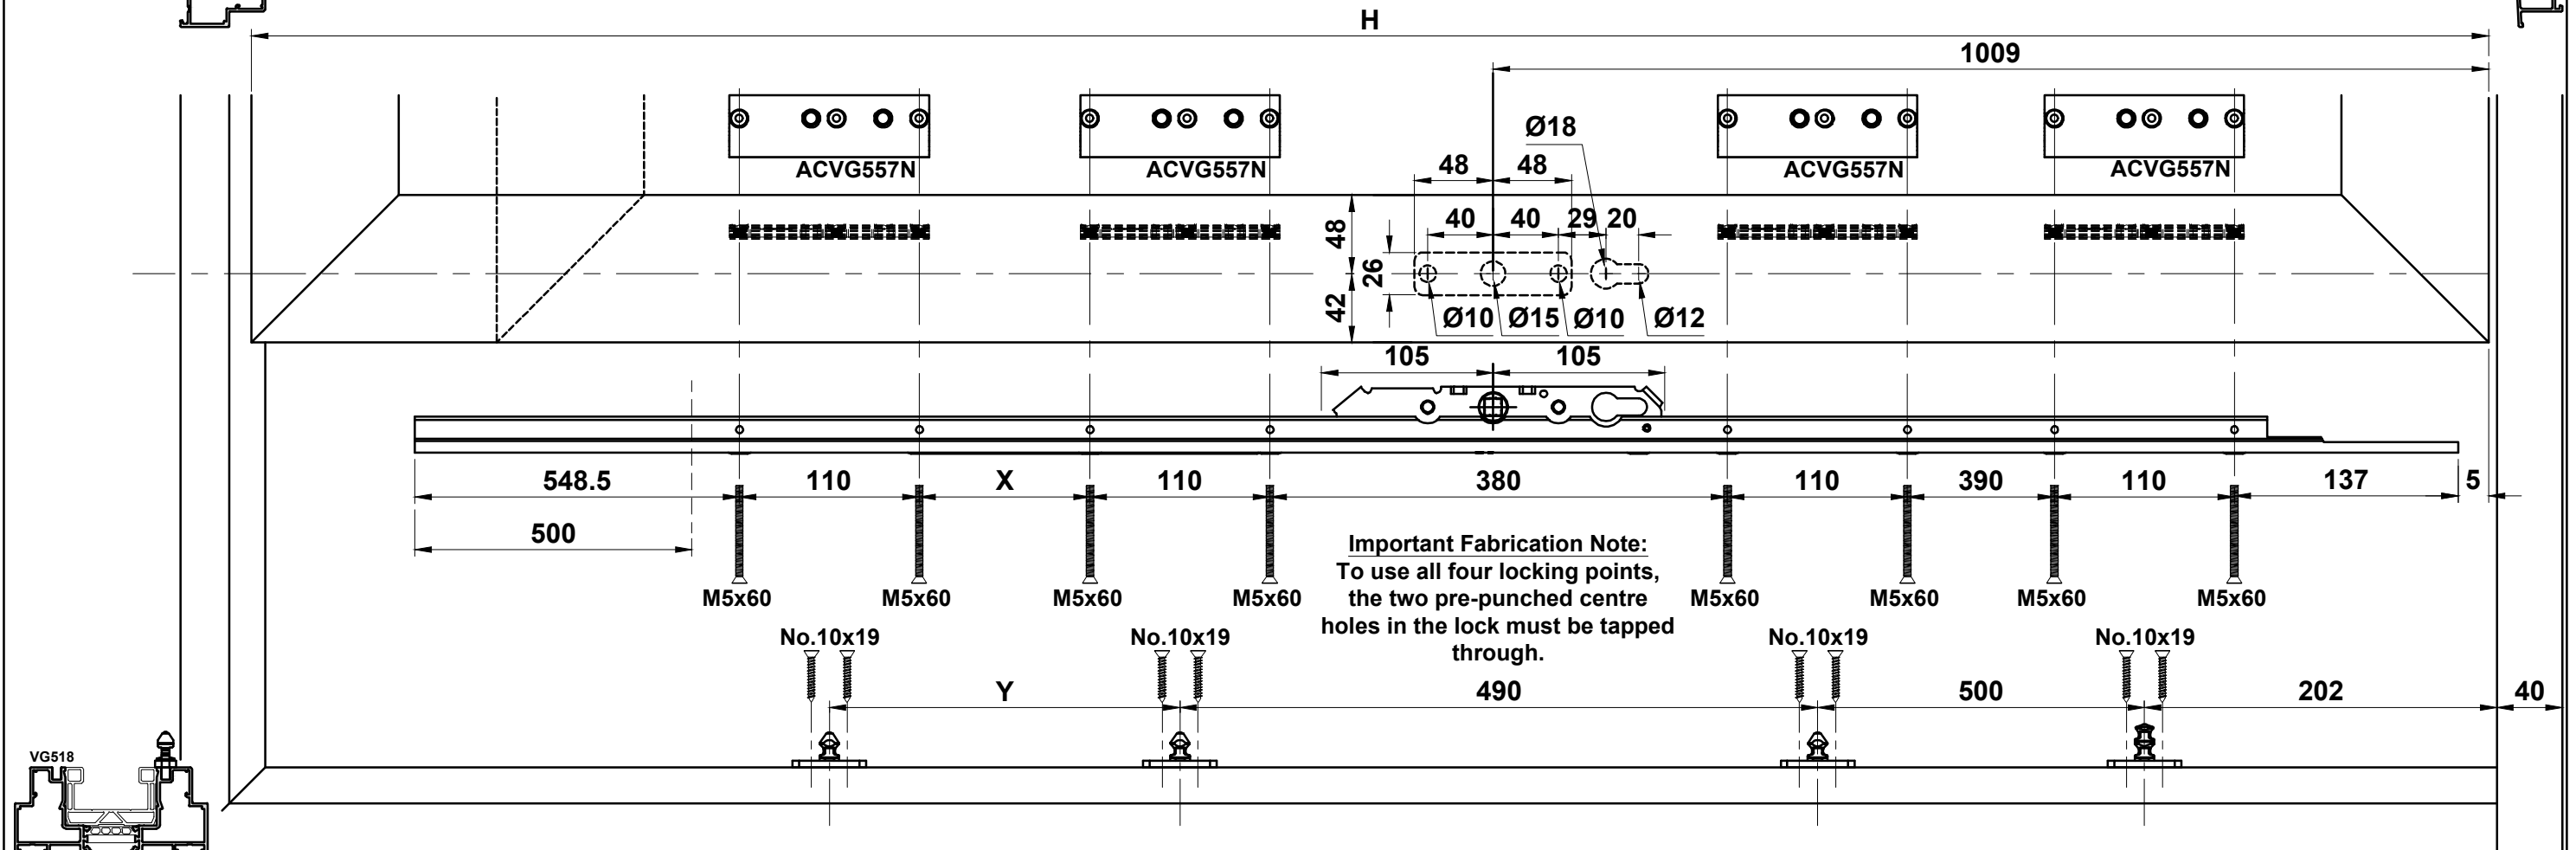 H
1009
ACVG557N
ACVG557N
ACVG557N
ACVG557N
Ø18
48
48
40
40
29
20
48
26
42
Ø10
Ø15
Ø10
Ø12
105
105
548.5
110
X
110
380
110
390
110
137
5
500
Important Fabrication Note:
To use all four locking points,
the two pre-punched centre
holes in the lock must be tapped
through.
M5x60
M5x60
M5x60
M5x60
M5x60
M5x60
M5x60
M5x60
No.10x19
No.10x19
No.10x19
No.10x19
Y
490
500
202
40
VG518